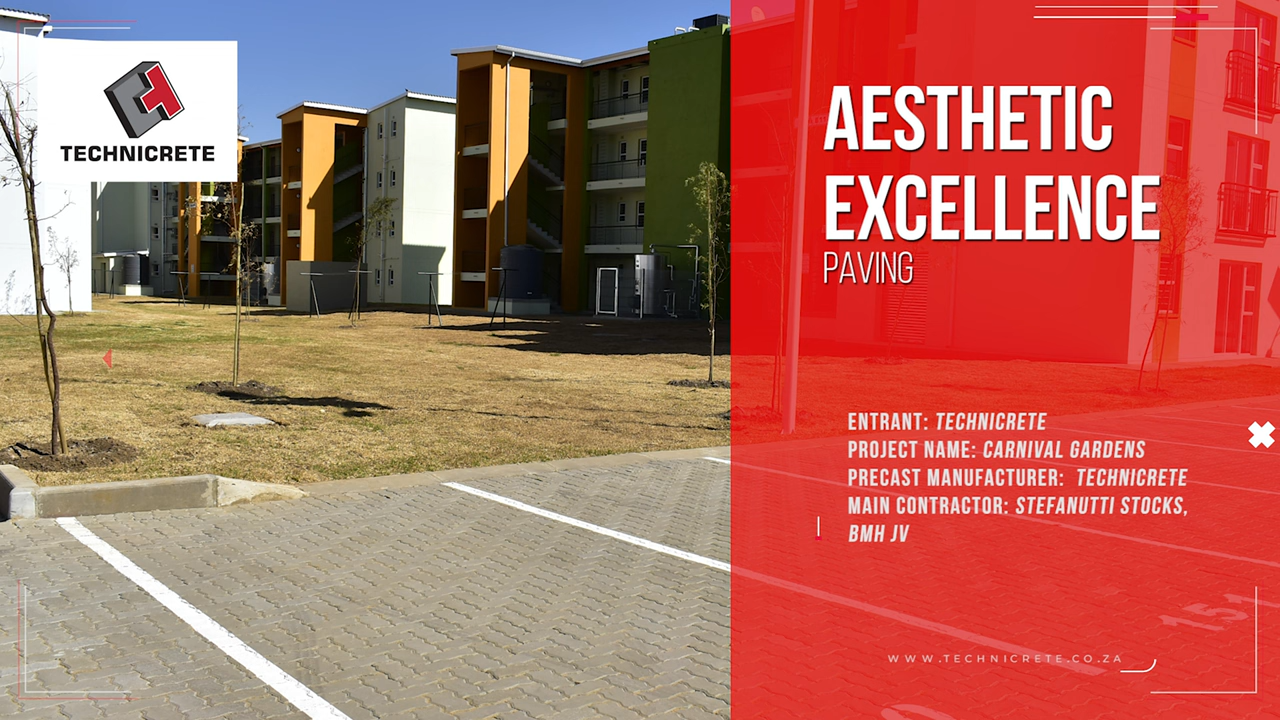 TECHNICRETE
AESTHETIC
EXCELLENCE
PAVING
ENTRANT: TECHNICRETE
PROJECT NAME: CARNIVAL GARDENS
PRECAST MANUFACTURER: TECHNICRETE
MAIN CONTRACTOR: STEFANUTTI STOCKS,
BMH JV
151
WWW.TECHNICRETE.CO.ZA